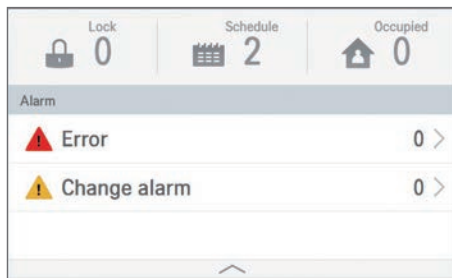 Lock
0
Schedule
2
Occupied
0
Alarm
Error 0
Change alarm 0